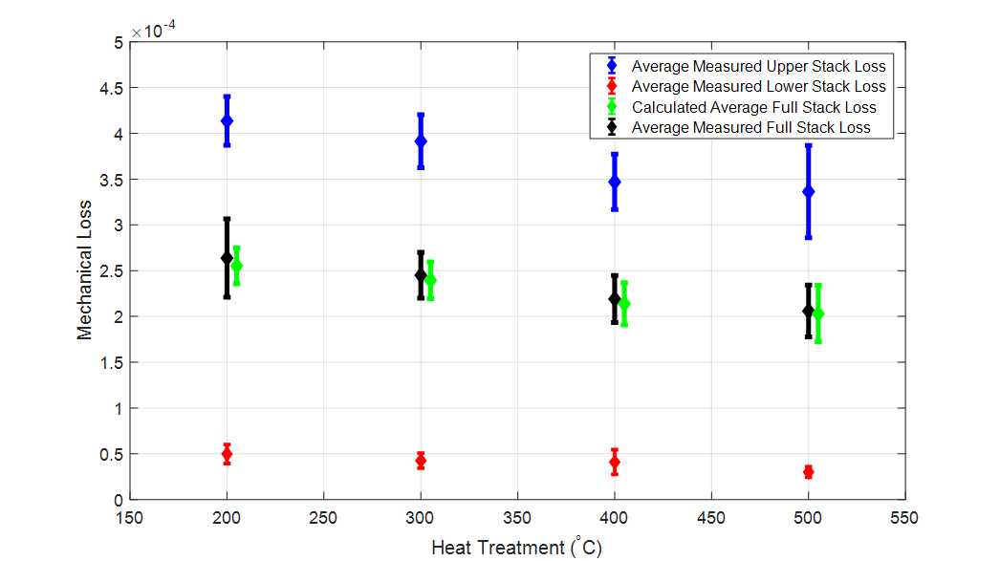 ×10-4
5
4.5
4
3.5
3
2.5
2
1.5
1
0.5
0
Mechanical Loss
Average Measured Upper Stack Loss
Average Measured Lower Stack Loss
Calculated Average Full Stack Loss
Average Measured Full Stack Loss
150 200 250 300 350 400 450 500 550
Heat Treatment (°C)